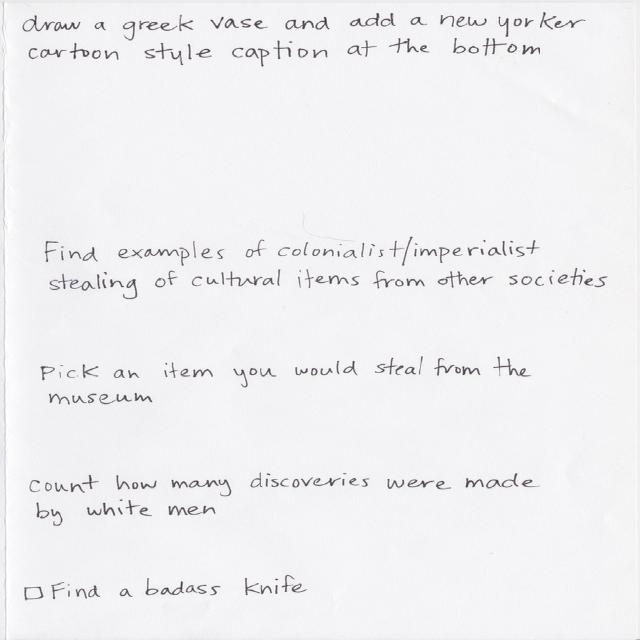 draw a greek vase and add a new yorker
cartoon style caption at the bottom
Find examples of colonialist/imperialist
stealing of cultural items from other societies
Pick an item you would steal from the
museum
count how many discoveries were made
by white men
Find a badass knife